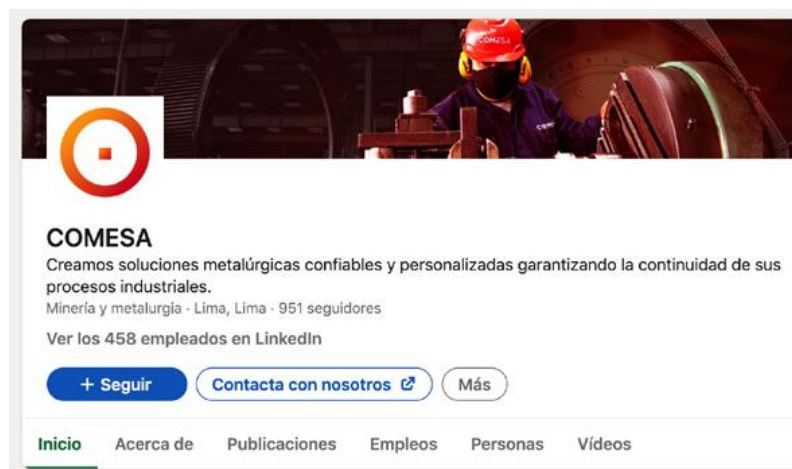 COMESA
COMESA
Creamos soluciones metalúrgicas confiables y personalizadas garantizando la continuidad de sus
procesos industriales.
Minería y metalurgia - Lima, Lima - 951 seguidores
Ver los 458 empleados en LinkedIn
+ Seguir Contacta con nosotros Más
Inicio Acerca de Publicaciones Empleos Personas Vídeos